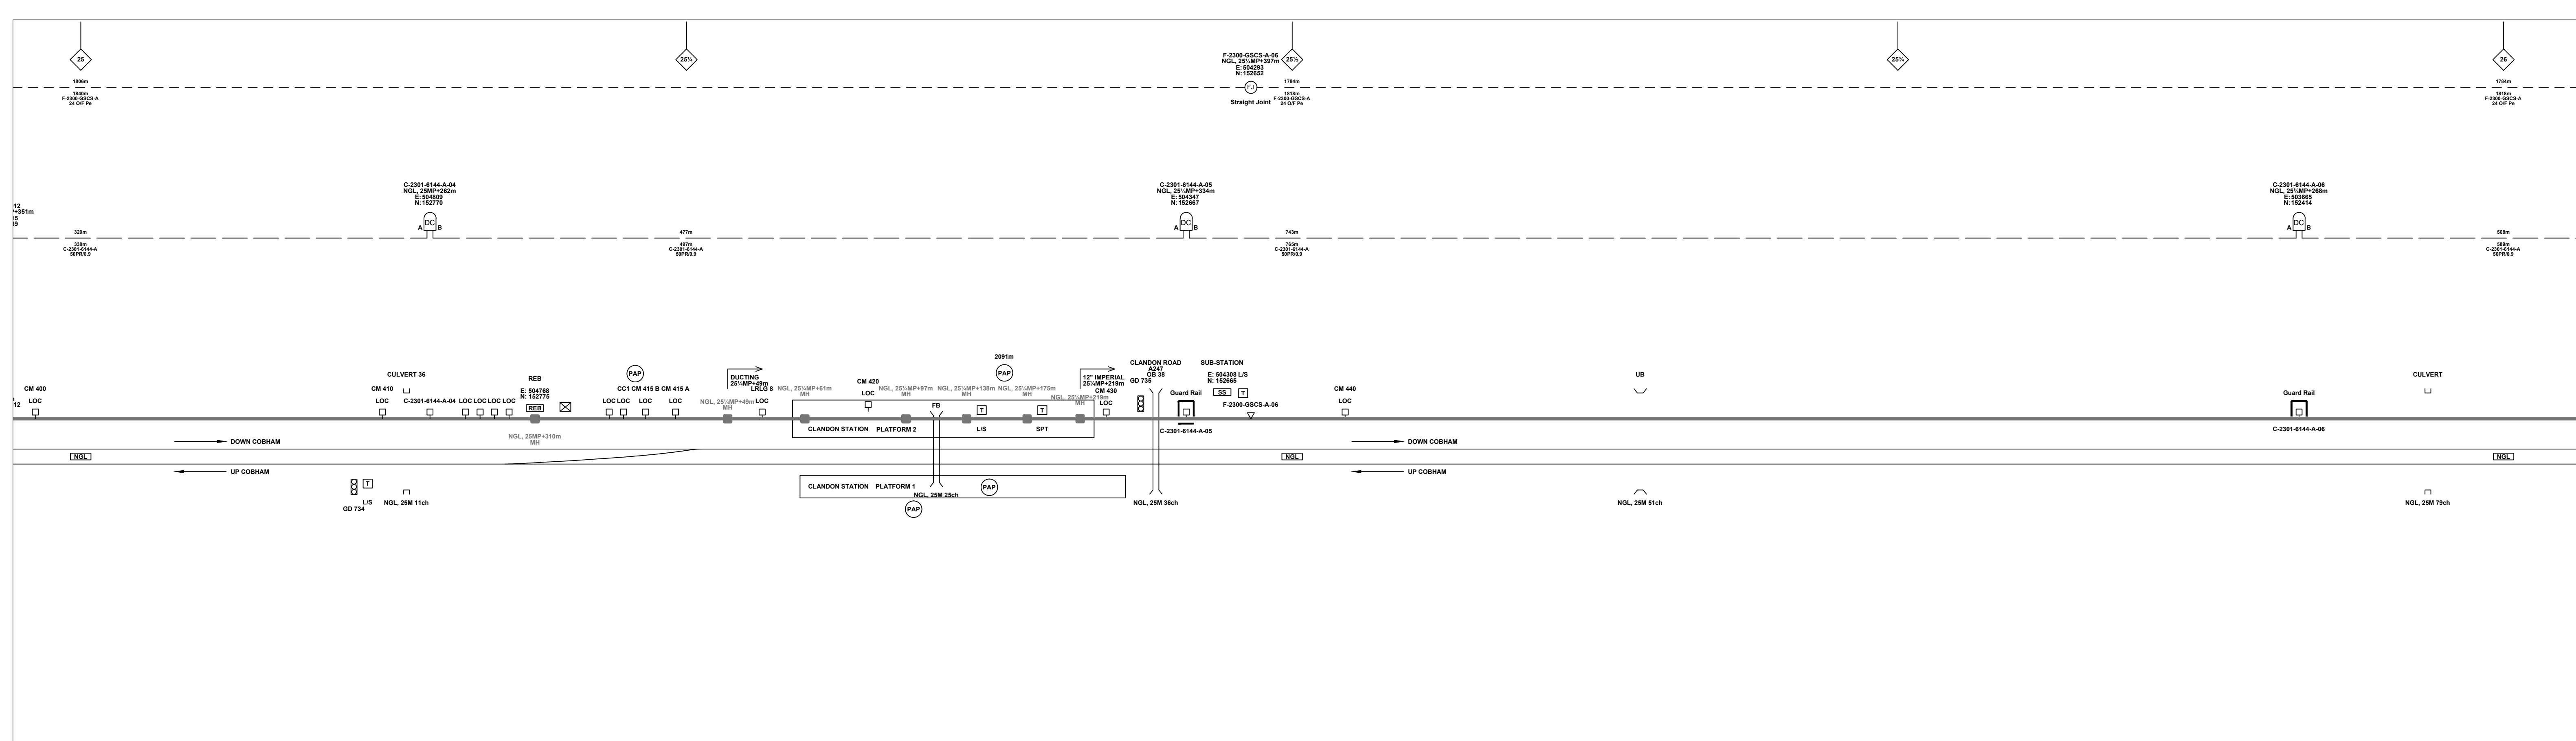 25
25¼
25½
25¾
26
F-2300-GSCS-A-06
NGL, 25¼MP+397m
E: 504293
N: 152652
FJ
Straight Joint
1806m
1840m
F-2300-GSCS-A
24 O/F Pe
1784m
1818m
F-2300-GSCS-A
24 O/F Pe
1784m
1818m
F-2300-GSCS-A
24 O/F Pe
C-2301-6144-A-04
NGL, 25MP+262m
E: 504809
N: 152770
A DC B
C-2301-6144-A-05
NGL, 25¼MP+334m
E: 504347
N: 152667
A DC B
C-2301-6144-A-06
E: 503665
N: 152414
A DC B
12
+351m
320m
338m
C-2301-6144-A
50PR/0.9
477m
497m
C-2301-6144-A
50PR/0.9
743m
765m
C-2301-6144-A
50PR/0.9
568m
589m
C-2301-6144-A
50PR/0.9
CM 400
LOC
12
CULVERT 36
CM 410
LOC
C-2301-6144-A-04
LOC LOC LOC LOC
REB
E: 504768
N: 152775
REB
NGL, 25MP+310m
MH
PAP
CC1 CM 415 B CM 415 A
LOC LOC LOC LOC
DUCTING
25¼MP+49m
LRLG 8
LOC
NGL, 25¼MP+49m
MH
NGL, 25¼MP+61m
MH
CM 420
LOC
NGL, 25¼MP+97m
MH
FB
NGL, 25¼MP+138m
MH
T
L/S
2091m
PAP
NGL, 25¼MP+175m
MH
T
SPT
12" IMPERIAL
25¼MP+219m
NGL, 25¼MP+219m
MH
CM 430
LOC
CLANDON ROAD
A247
OB 38
GD 735
Guard Rail
C-2301-6144-A-05
SUB-STATION
E: 504308 L/S
N: 152665
SS
T
F-2300-GSCS-A-06
CM 440
LOC
UB
Guard Rail
C-2301-6144-A-06
CULVERT
CLANDON STATION PLATFORM 2
DOWN COBHAM
DOWN COBHAM
NGL
NGL
NGL
UP COBHAM
UP COBHAM
T
L/S
GD 734
NGL, 25M 11ch
CLANDON STATION PLATFORM 1
NGL, 25M 25ch
PAP
PAP
NGL, 25M 36ch
NGL, 25M 51ch
NGL, 25M 79ch